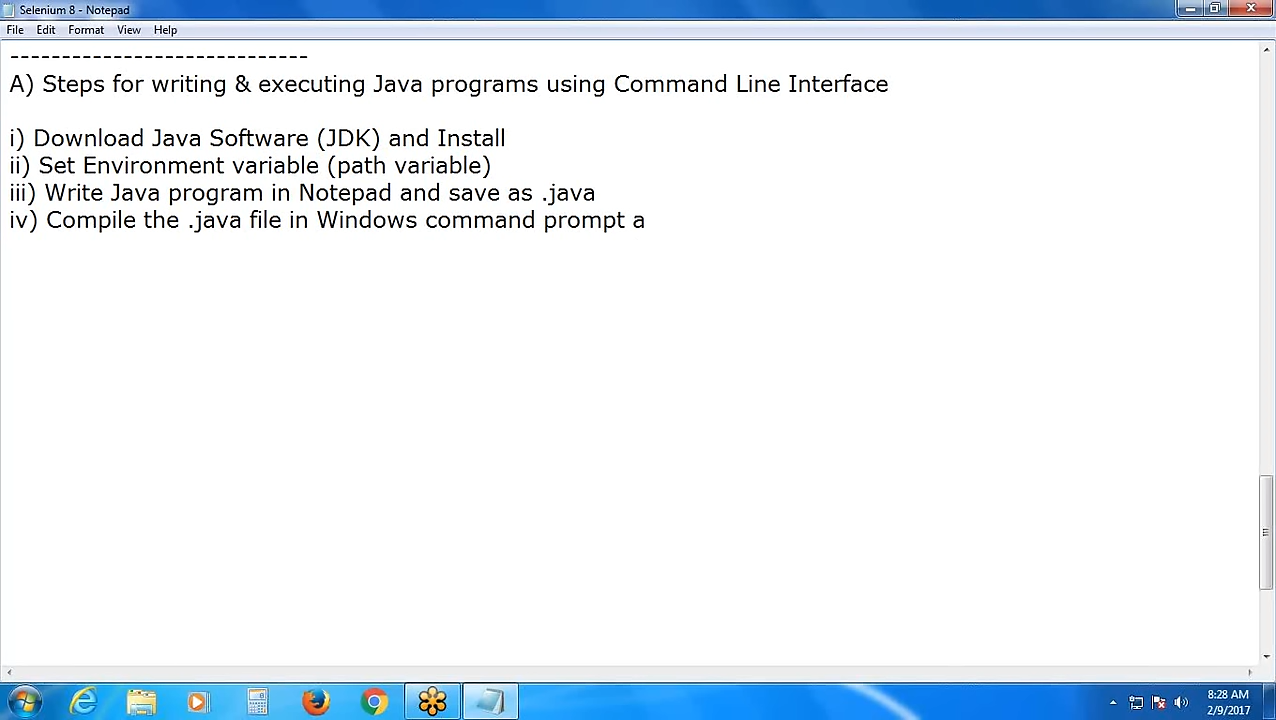 Selenium 8 - Notepad
File Edit Format View Help
-----------------------------
A) Steps for writing & executing Java programs using Command Line Interface
i) Download Java Software (JDK) and Install
ii) Set Environment variable (path variable)
iii) Write Java program in Notepad and save as .java
iv) Compile the .java file in Windows command prompt a
8:28 AM
2/9/2017